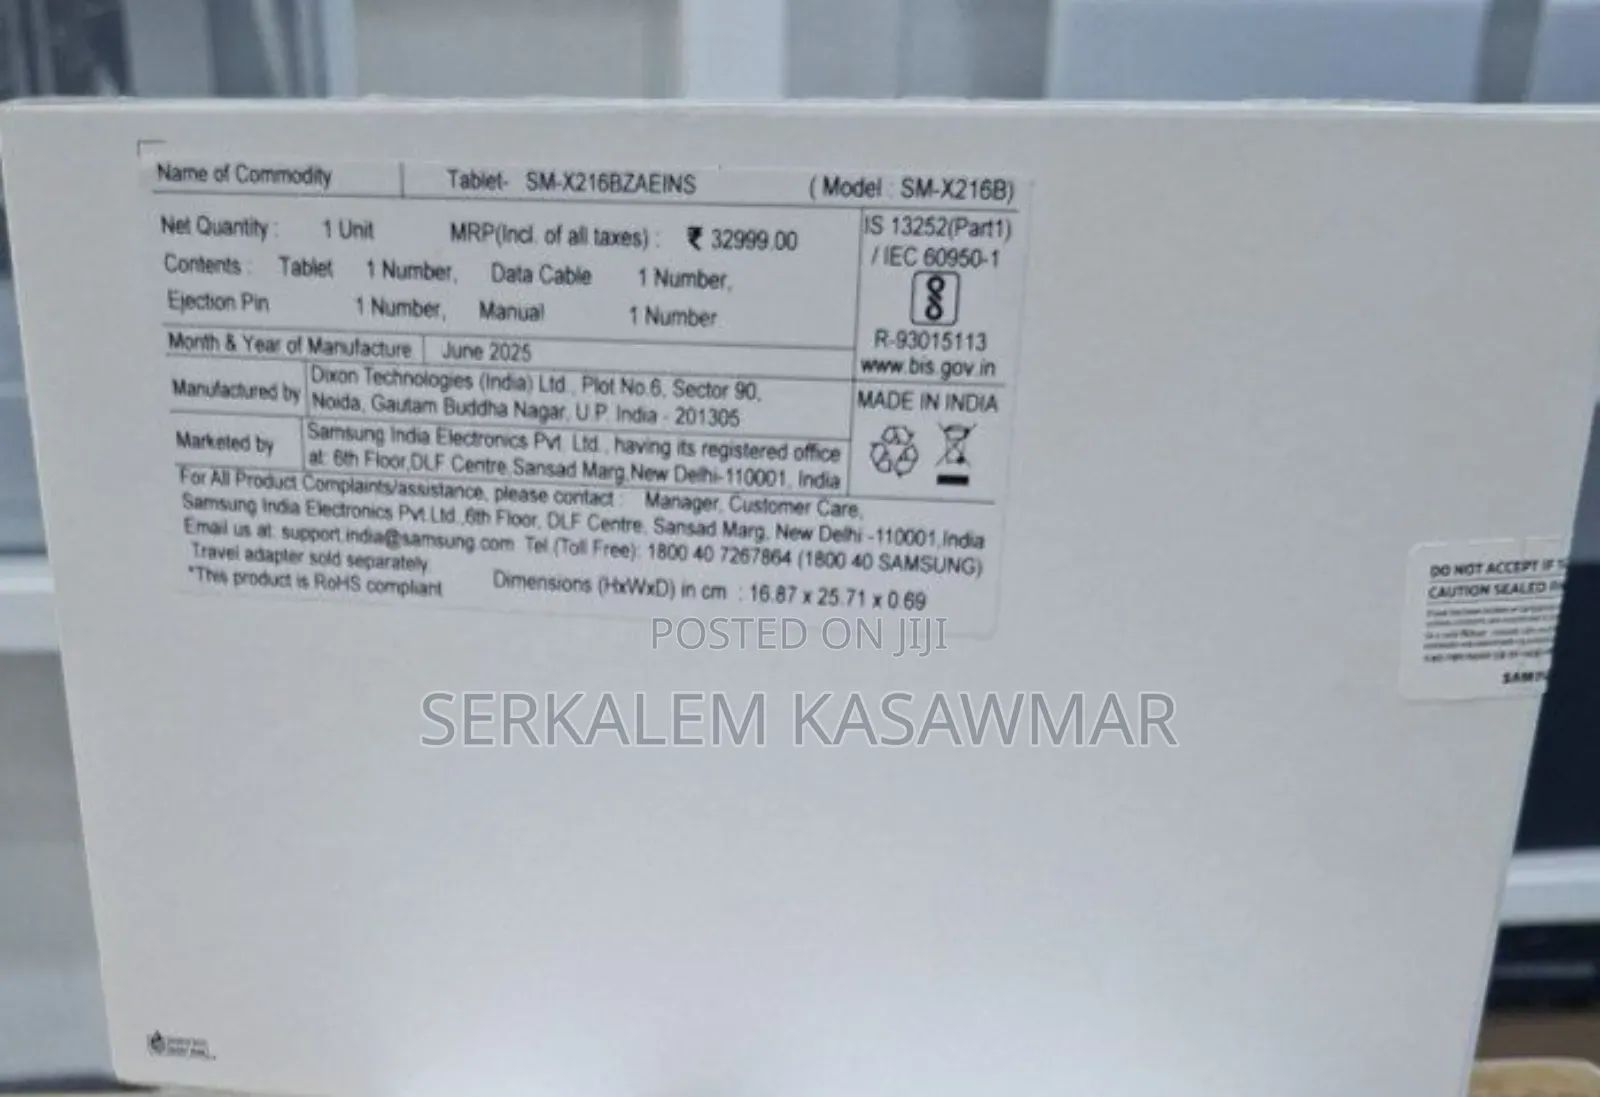 Name of Commodity Tablet- SM-X216BZAEINS ( Model : SM-X216B)
Net Quantity : 1 Unit MRP(Incl. of all taxes) : ₹ 32999.00
Contents : Tablet 1 Number, Data Cable 1 Number,
Ejection Pin 1 Number, Manual 1 Number
IS 13252(Part1)
/ IEC 60950-1
R-93015113
www.bis.gov.in
Month & Year of Manufacture June 2025
Manufactured by Dixon Technologies (India) Ltd., Plot No.6, Sector 90,
Noida, Gautam Buddha Nagar, U.P. India - 201305
MADE IN INDIA
Marketed by Samsung India Electronics Pvt. Ltd., having its registered office
at: 6th Floor,DLF Centre,Sansad Marg,New Delhi-110001, India
For All Product Complaints/assistance, please contact : Manager, Customer Care,
Samsung India Electronics Pvt.Ltd.,6th Floor, DLF Centre, Sansad Marg, New Delhi -110001,India
Email us at: support.india@samsung.com Tel (Toll Free): 1800 40 7267864 (1800 40 SAMSUNG)
Travel adapter sold separately
*This product is RoHS compliant Dimensions (HxWxD) in cm : 16.87 x 25.71 x 0.69
DO NOT ACCEPT IF
CAUTION SEALED
POSTED ON JIJI
SERKALEM KASAWMAR